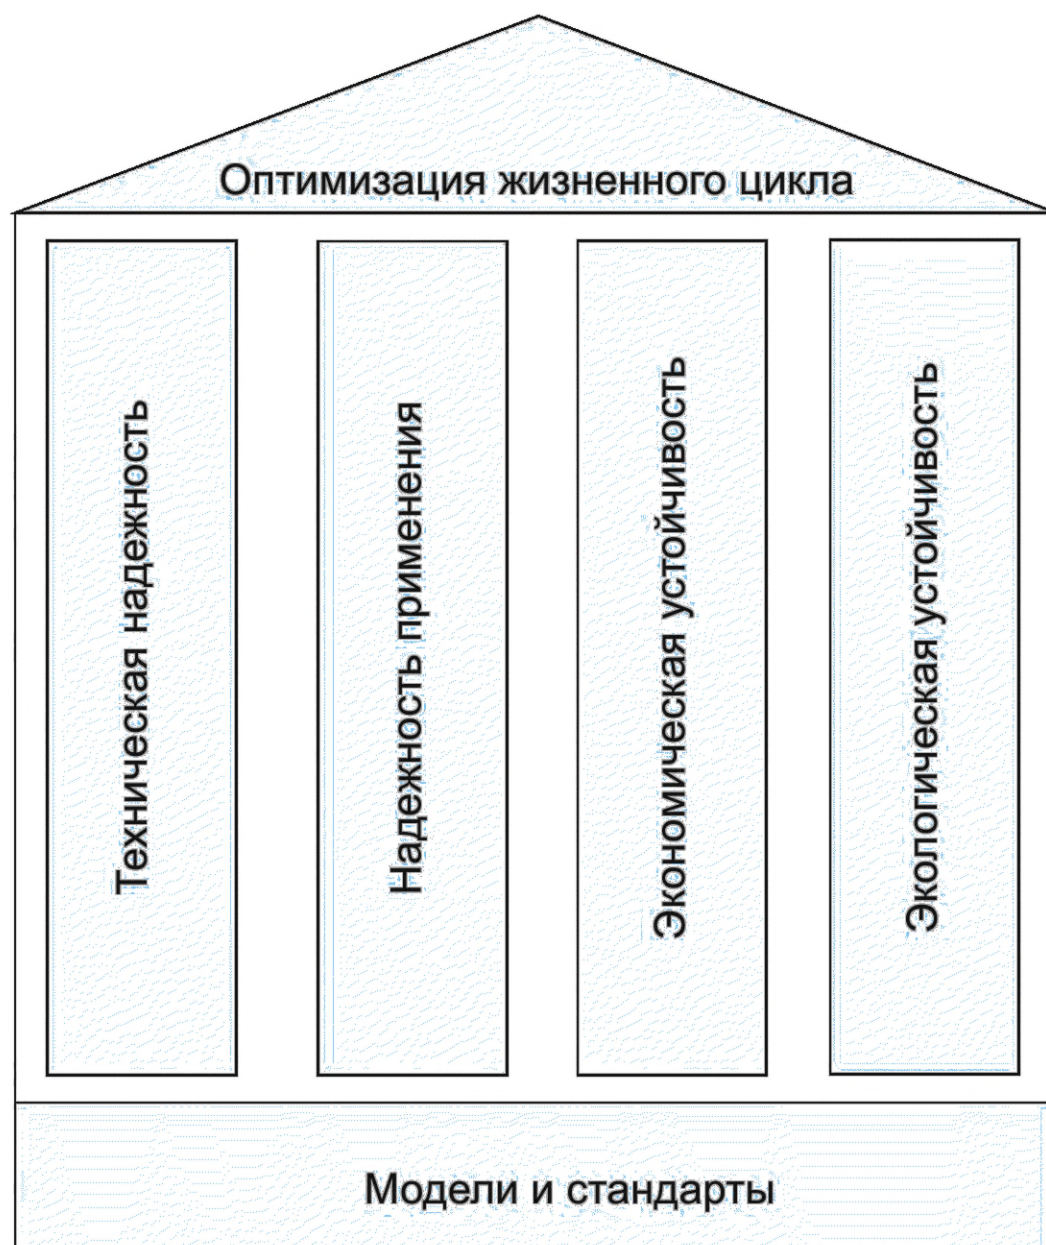 Оптимизация жизненного цикла
Техническая надежность
Надежность применения
Экономическая устойчивость
Экологическая устойчивость
Модели и стандарты